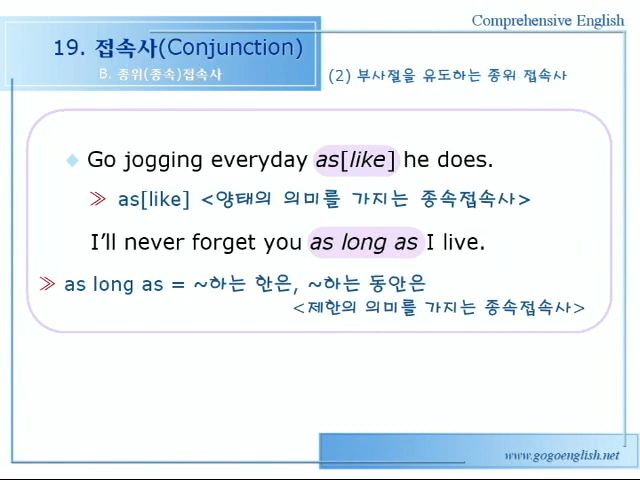 Comprehensive English
19. 접속사(Conjunction)
B. 종위(종속)접속사
(2) 부사절을 유도하는 종위 접속사
Go jogging everyday as[like] he does.
≫ as[like] <양태의 의미를 가지는 종속접속사>
I'll never forget you as long as I live.
≫ as long as = ~하는 한은, ~하는 동안은
<제한의 의미를 가지는 종속접속사>
www.gogoenglish.net